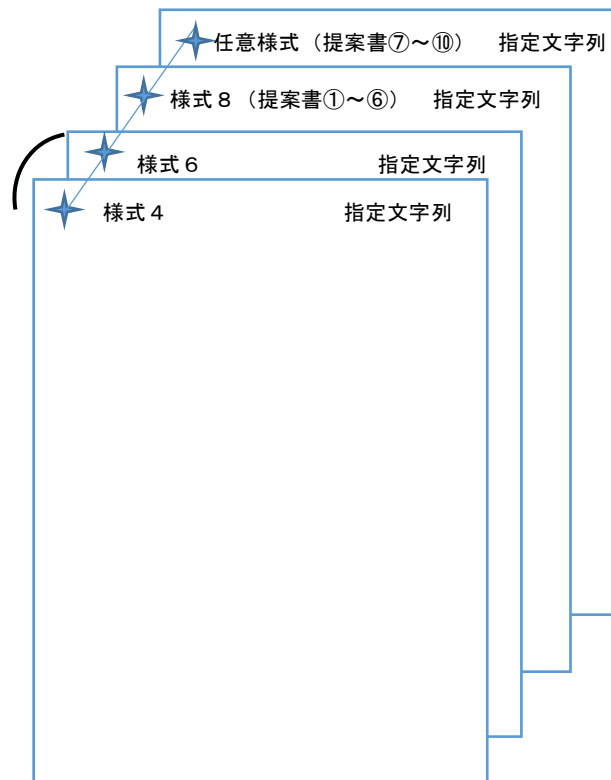 任意様式（提案書⑦～⑩）　指定文字列
様式８（提案書①～⑥）　指定文字列
様式６　指定文字列
様式４　指定文字列